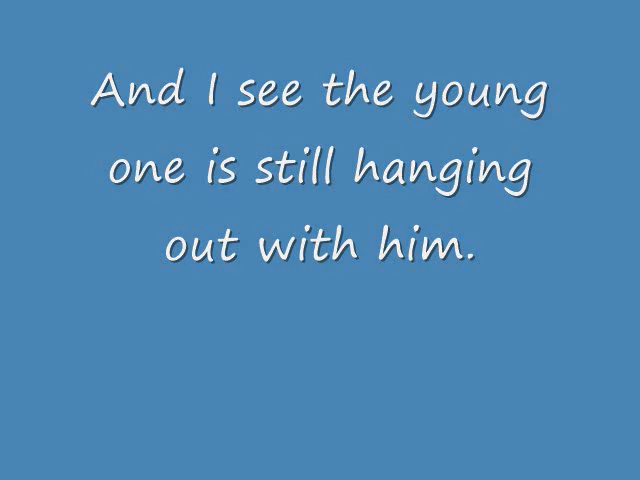 And I see the young
one is still hanging
out with him.